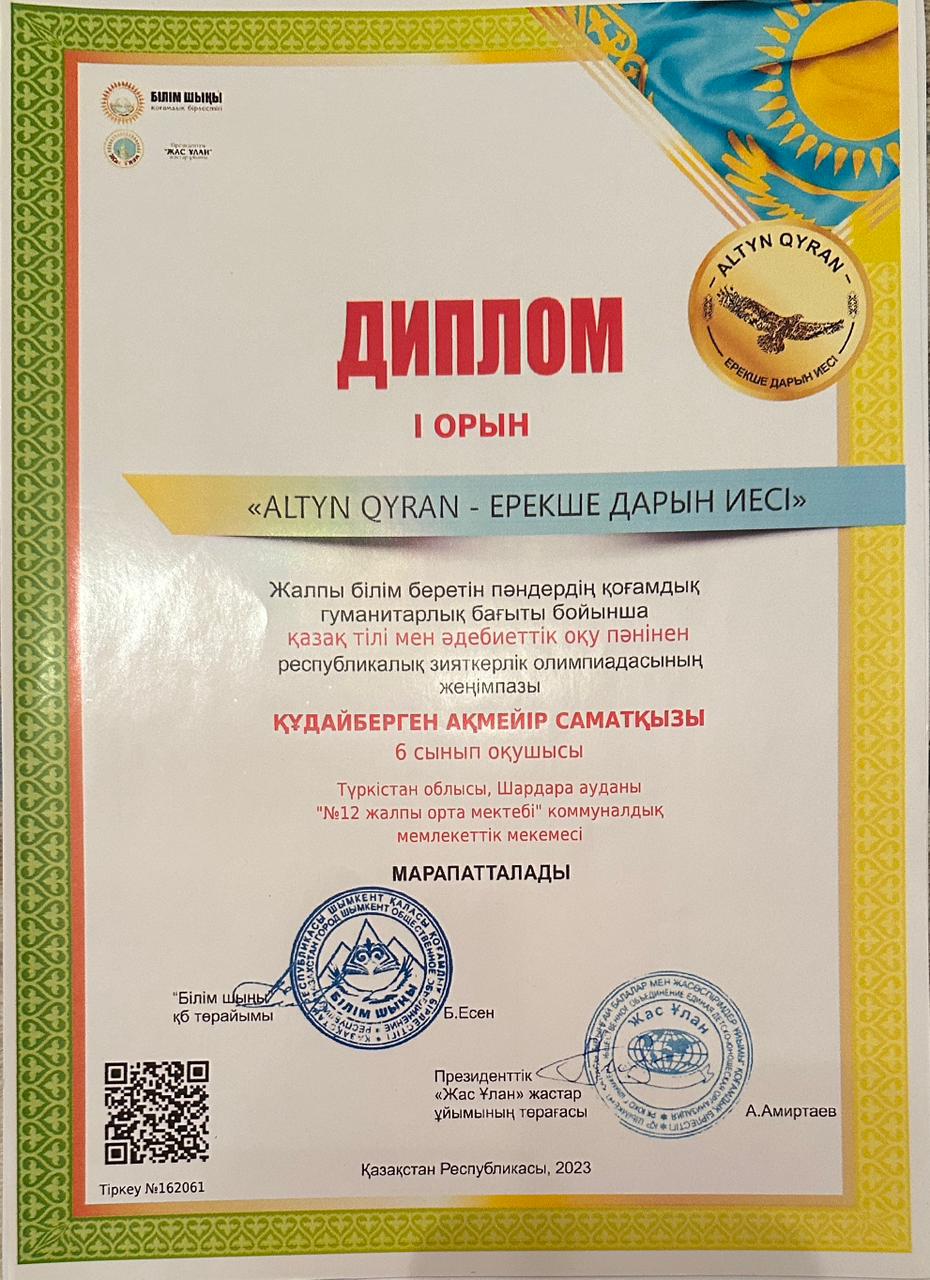 БІЛІМ ШЫҢЫ
қоғамдық бірлестігі
"ЖАС ҰЛАН"
ALTYN QYRAN
ЕРЕКШЕ ДАРЫН ИЕСІ
ДИПЛОМ
I ОРЫН
«ALTYN QYRAN - ЕРЕКШЕ ДАРЫН ИЕСІ»
Жалпы білім беретін пәндердің қоғамдық
гуманитарлық бағыты бойынша
қазақ тілі мен әдебиеттік оқу пәнінен
республикалық зияткерлік олимпиадасының
жеңімпазы
ҚҰДАЙБЕРГЕН АҚМЕЙІР САМАТҚЫЗЫ
6 сынып оқушысы
Түркістан облысы, Шардара ауданы
"№12 жалпы орта мектебі" коммуналдық
мемлекеттік мекемесі
МАРАПАТТАЛАДЫ
"Білім шыңы
қб төрайымы
БІЛІМ ШЫҢЫ
Б.Есен
Жас Ұлан
Президенттік
«Жас Ұлан» жастар
ұйымының төрағасы
А.Амиртаев
Қазақстан Республикасы, 2023
Тіркеу №162061